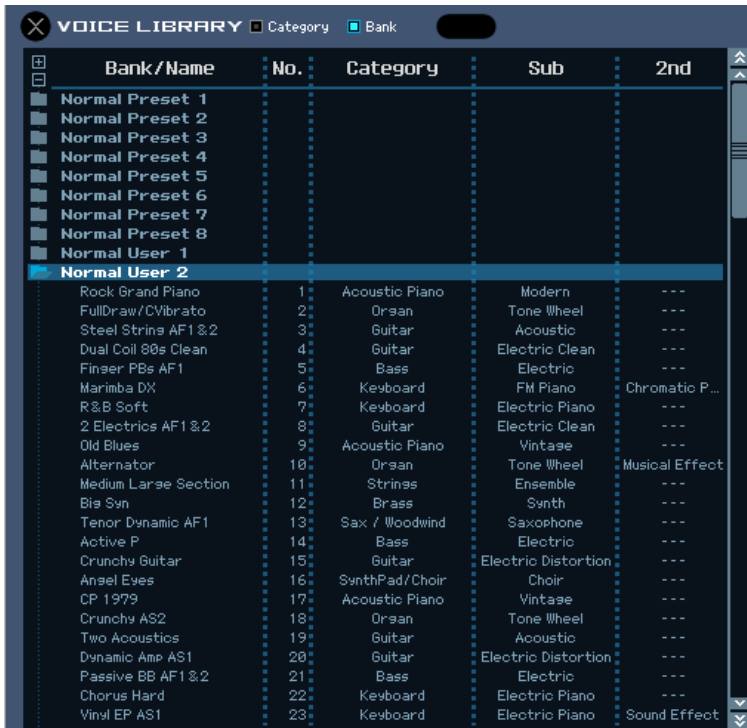 VOICE LIBRARY Category Bank
Bank/Name No. Category Sub 2nd
Normal Preset 1
Normal Preset 2
Normal Preset 3
Normal Preset 4
Normal Preset 5
Normal Preset 6
Normal Preset 7
Normal Preset 8
Normal User 1
Normal User 2
Rock Grand Piano 1 Acoustic Piano Modern ---
FullDraw/CVibrato 2 Organ Tone Wheel ---
Steel String AF1&2 3 Guitar Acoustic ---
Dual Coil 80s Clean 4 Guitar Electric Clean ---
Finger PBs AF1 5 Bass Electric ---
Marimba DX 6 Keyboard FM Piano Chromatic P...
R&B Soft 7 Keyboard Electric Piano ---
2 Electrics AF1&2 8 Guitar Electric Clean ---
Old Blues 9 Acoustic Piano Vintage ---
Alternator 10 Organ Tone Wheel Musical Effect
Medium Large Section 11 Strings Ensemble ---
Big Syn 12 Brass Synth ---
Tenor Dynamic AF1 13 Sax / Woodwind Saxophone ---
Active P 14 Bass Electric ---
Crunchy Guitar 15 Guitar Electric Distortion ---
Angel Eyes 16 SynthPad/Choir Choir ---
CP 1979 17 Acoustic Piano Vintage ---
Crunchy AS2 18 Organ Tone Wheel ---
Two Acoustics 19 Guitar Acoustic ---
Dynamic Amp AS1 20 Guitar Electric Distortion ---
Passive BB AF1&2 21 Bass Electric ---
Chorus Hard 22 Keyboard Electric Piano ---
Vinyl EP AS1 23 Keyboard Electric Piano Sound Effect